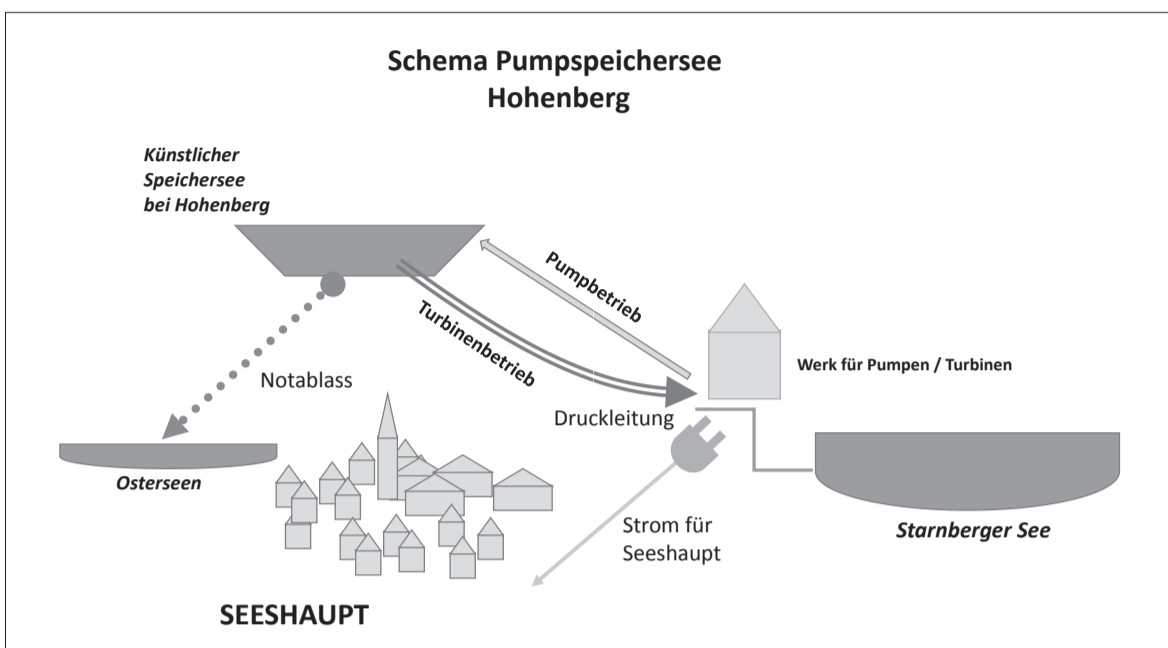 Schema Pumpspeichersee
Hohenberg
Künstlicher
Speichersee
bei Hohenberg
Pumpbetrieb
Turbinenbetrieb
Werk für Pumpen / Turbinen
Notablass
Druckleitung
Osterseen
Strom für
Seeshaupt
Starnberger See
SEESHAUPT